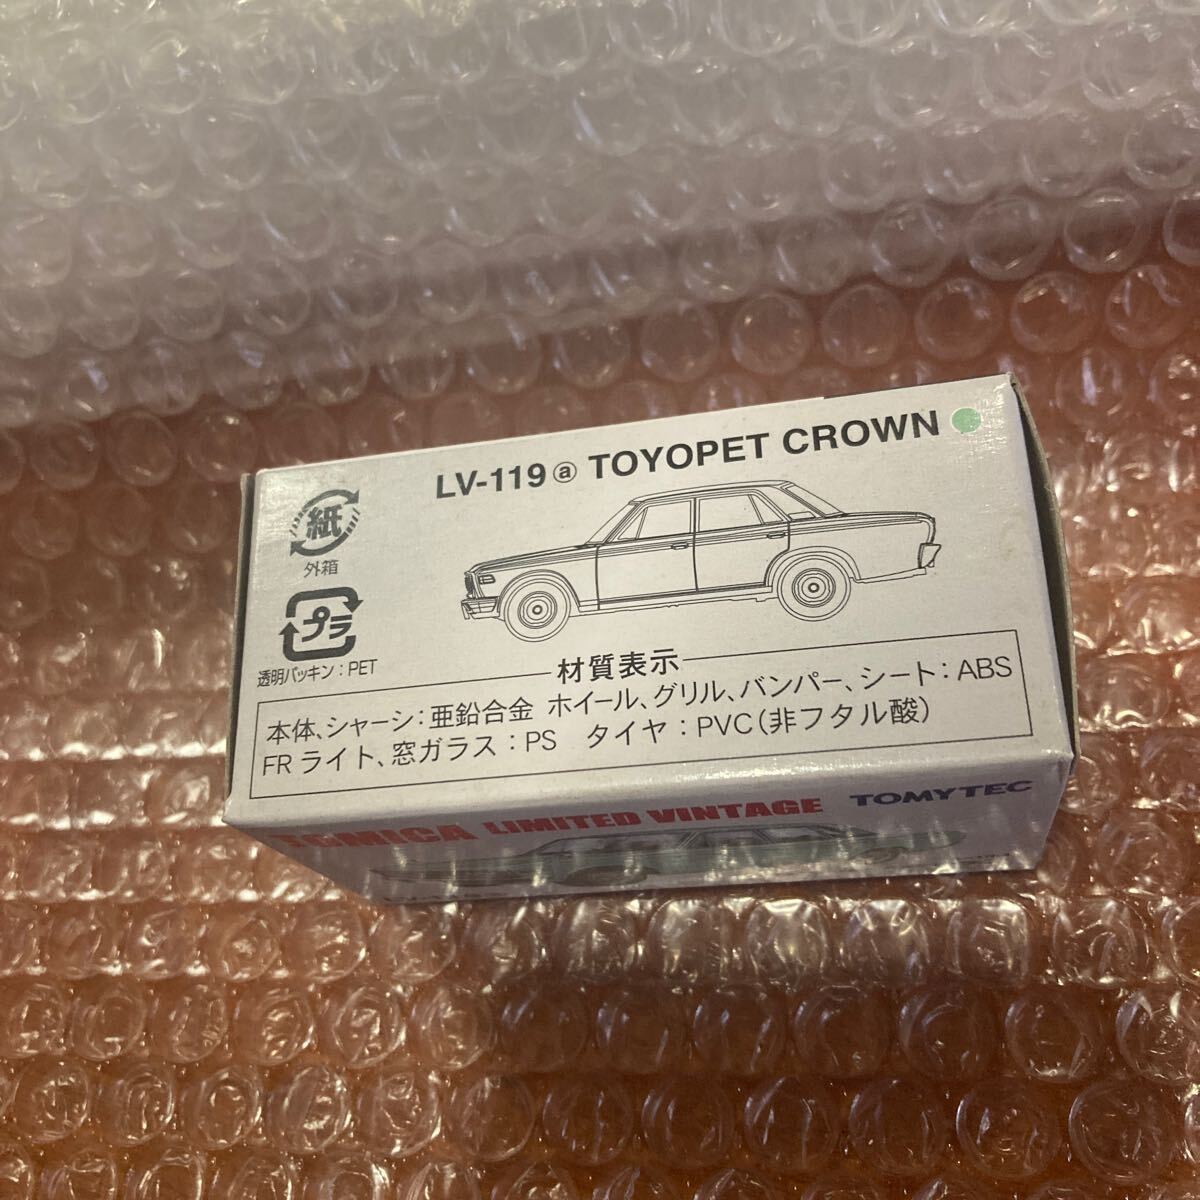 LV-119 ⓐ TOYOPET CROWN
紙
外箱
プラ
透明パッキン：PET
材質表示
本体、シャーシ：亜鉛合金 ホイール、グリル、バンパー、シート：ABS
FR ライト、窓ガラス：PS タイヤ：PVC（非フタル酸）
TOMICA LIMITED VINTAGE TOMYTEC